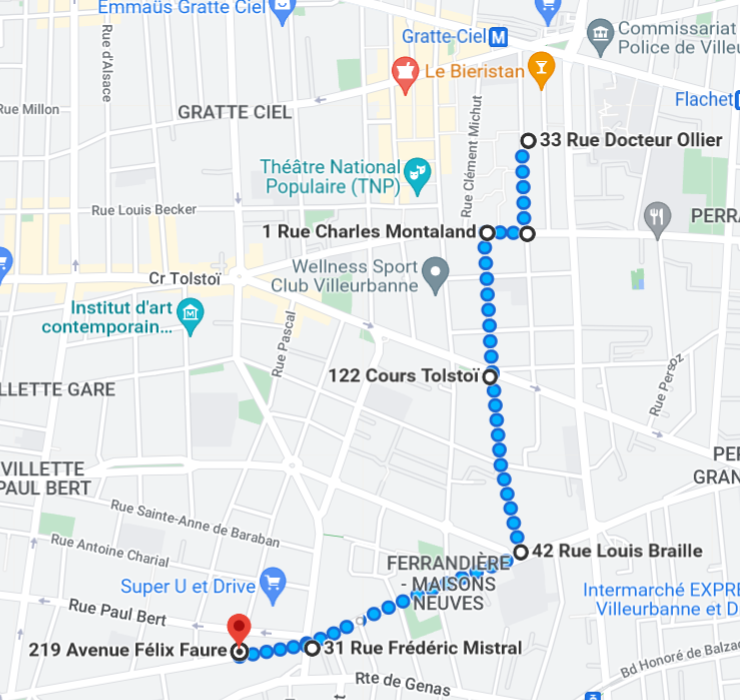 Emmaüs Gratte Ciel
Rue d'Alsace
Gratte-Ciel M
Commissariat
Police de Villeu
Le Bieristan
Rue Millon
GRATTE CIEL
Flachet
Rue Clément Michut
33 Rue Docteur Ollier
Théâtre National
Populaire (TNP)
Rue Louis Becker
1 Rue Charles Montaland
PERRA
Wellness Sport
Club Villeurbanne
Cr Tolstoï
Institut d'art
contemporain...
Rue Pascal
122 Cours Tolstoï
Rue Persoz
LLETTE GARE
VILLETTE
PAUL BERT
PER
GRAN
Rue Sainte-Anne de Baraban
Rue Antoine Charial
42 Rue Louis Braille
FERRANDIÈRE
- MAISONS
NEUVES
Super U et Drive
Intermarché EXPRE
Villeurbanne et D
Rue Paul Bert
219 Avenue Félix Faure
31 Rue Frédéric Mistral
Bd Honoré de Balzac
Rte de Genas